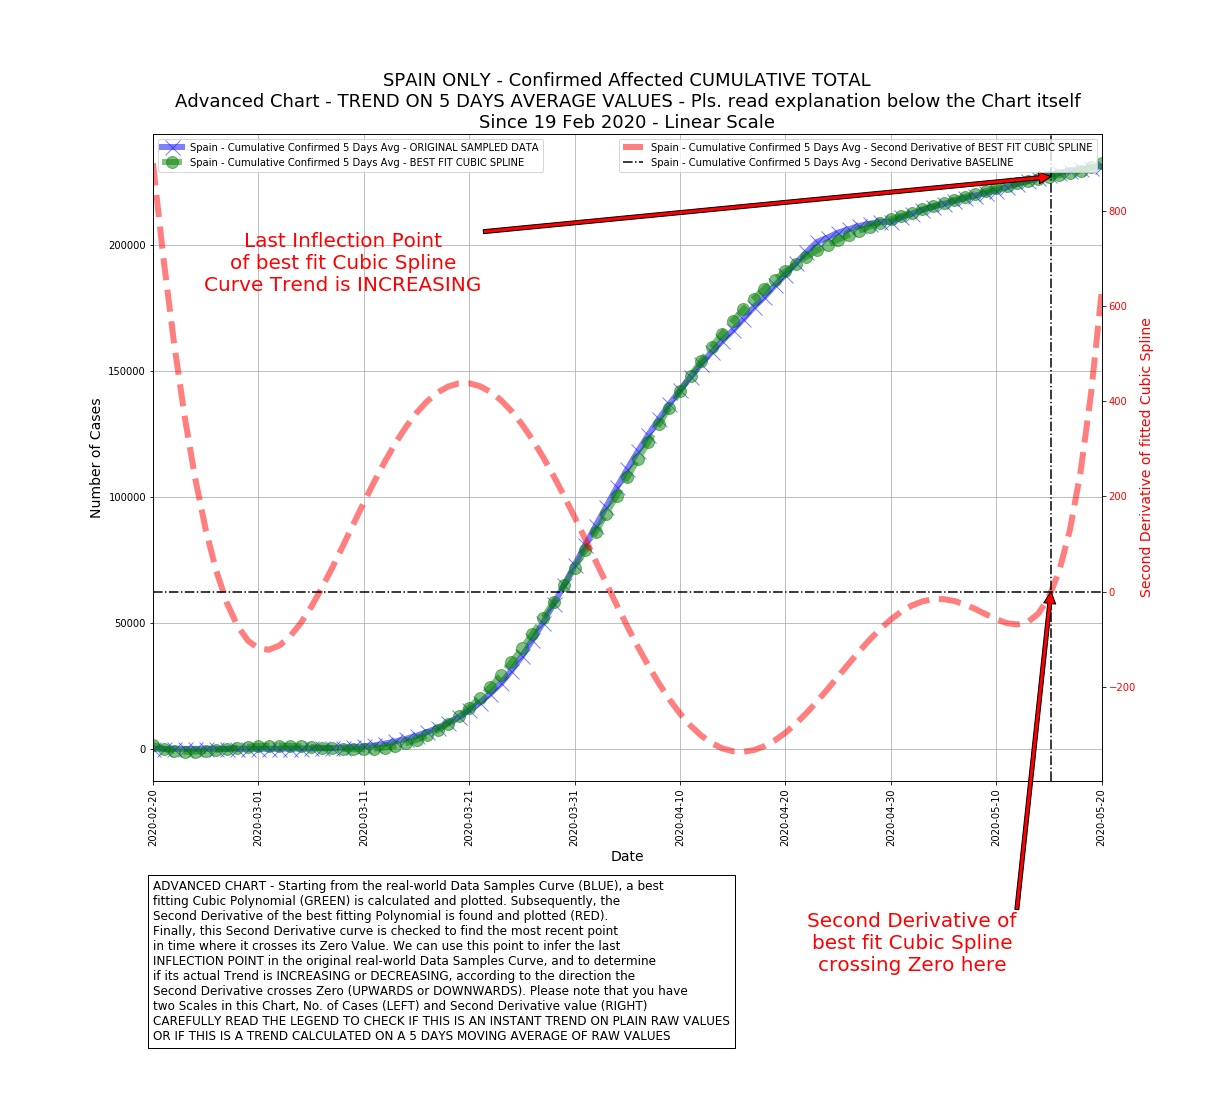 SPAIN ONLY - Confirmed Affected CUMULATIVE TOTAL
Advanced Chart - TREND ON 5 DAYS AVERAGE VALUES - Pls. read explanation below the Chart itself
Since 19 Feb 2020 - Linear Scale
Spain - Cumulative Confirmed 5 Days Avg - ORIGINAL SAMPLED DATA
Spain - Cumulative Confirmed 5 Days Avg - BEST FIT CUBIC SPLINE
Spain - Cumulative Confirmed 5 Days Avg - Second Derivative of BEST FIT CUBIC SPLINE
Spain - Cumulative Confirmed 5 Days Avg - Second Derivative BASELINE
Last Inflection Point
of best fit Cubic Spline
Curve Trend is INCREASING
Number of Cases
200000
150000
100000
50000
0
800
600
400
200
0
−200
Second Derivative of fitted Cubic Spline
2020-02-20
2020-03-01
2020-03-11
2020-03-21
2020-03-31
2020-04-10
2020-04-20
2020-04-30
2020-05-10
2020-05-20
Date
ADVANCED CHART - Starting from the real-world Data Samples Curve (BLUE), a best
fitting Cubic Polynomial (GREEN) is calculated and plotted. Subsequently, the
Second Derivative of the best fitting Polynomial is found and plotted (RED).
Finally, this Second Derivative curve is checked to find the most recent point
in time where it crosses its Zero Value. We can use this point to infer the last
INFLECTION POINT in the original real-world Data Samples Curve, and to determine
if its actual Trend is INCREASING or DECREASING, according to the direction the
Second Derivative crosses Zero (UPWARDS or DOWNWARDS). Please note that you have
two Scales in this Chart, No. of Cases (LEFT) and Second Derivative value (RIGHT)
CAREFULLY READ THE LEGEND TO CHECK IF THIS IS AN INSTANT TREND ON PLAIN RAW VALUES
OR IF THIS IS A TREND CALCULATED ON A 5 DAYS MOVING AVERAGE OF RAW VALUES
Second Derivative of
best fit Cubic Spline
crossing Zero here